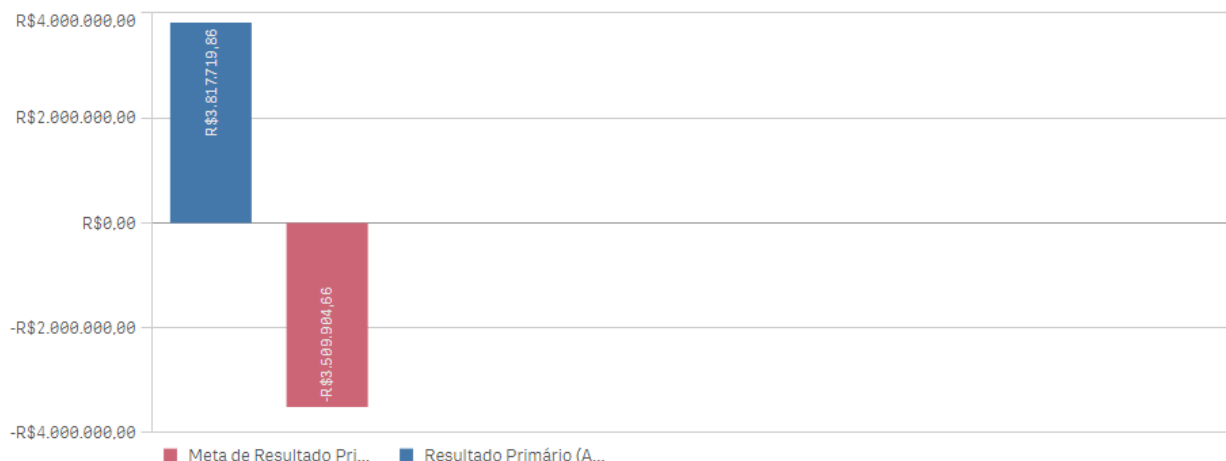 R$4.000.000,00
R$3.817.719,86
R$2.000.000,00
R$0,00
-R$3.509.904,66
-R$2.000.000,00
-R$4.000.000,00
Meta de Resultado Pri... Resultado Primário (A...